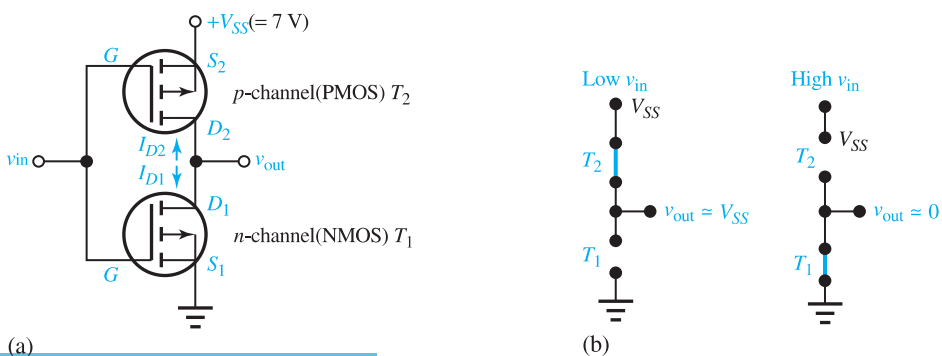 +V_SS(= 7 V)
G
S_2
p-channel(PMOS) T_2
D_2
I_D2
vin
v_out
I_D1
D_1
n-channel(NMOS) T_1
G
S_1
(a)
Low v_in
V_SS
T_2
v_out ≃ V_SS
T_1
(b)
High v_in
V_SS
T_2
v_out ≃ 0
T_1